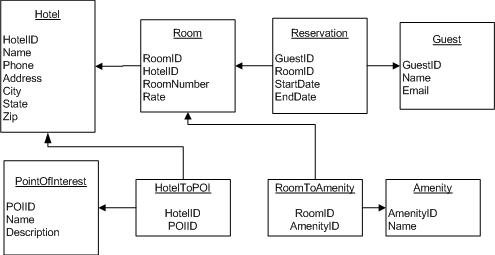 Hotel
HotelID
Name
Phone
Address
City
State
Zip
Room
RoomID
HotelID
RoomNumber
Rate
Reservation
GuestID
RoomID
StartDate
EndDate
Guest
GuestID
Name
Email
PointOfInterest
POIID
Name
Description
HotelToPOI
HotelID
POIID
RoomToAmenity
RoomID
AmenityID
Amenity
AmenityID
Name